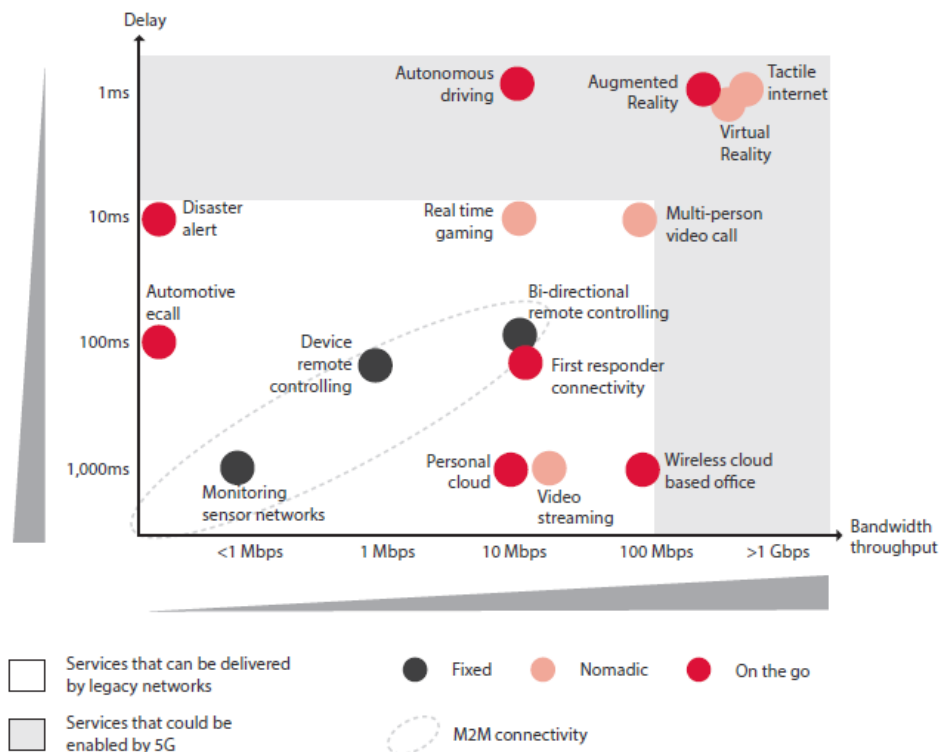 Delay
1ms
Autonomous
driving
Augmented
Reality
Tactile
internet
Virtual
Reality
10ms
Disaster
alert
Real time
gaming
Multi-person
video call
Automotive
ecall
Bi-directional
remote controlling
100ms
Device
remote
controlling
First responder
connectivity
1,000ms
Monitoring
sensor networks
Personal
cloud
Video
streaming
Wireless cloud
based office
<1 Mbps
1 Mbps
10 Mbps
100 Mbps
>1 Gbps
Bandwidth
throughput
Services that can be delivered
by legacy networks
Fixed
Nomadic
On the go
Services that could be
enabled by 5G
M2M connectivity